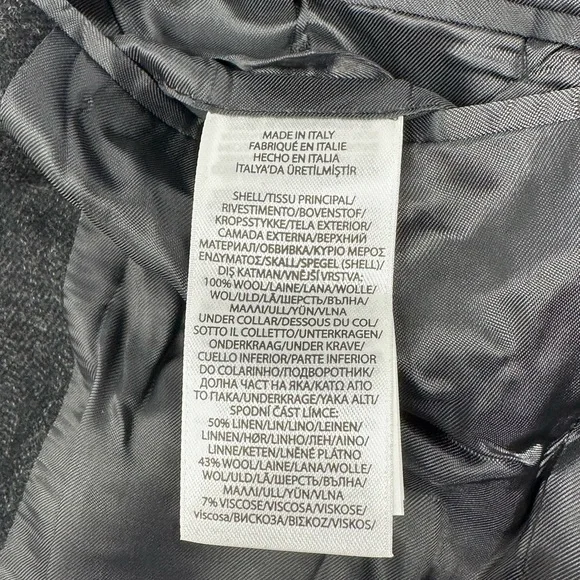 MADE IN ITALY
FABRIQUÉ EN ITALIE
HECHO EN ITALIA
İTALYA'DA ÜRETİLMİŞTİR
SHELL/TISSU PRINCIPAL/
RIVESTIMENTO/BOVENSTOF/
KROPSSTYKKE/TELA EXTERIOR/
CAMADA EXTERNA/ВЕРХНИЙ
МАТЕРИАЛ/ОБВИВКА/ΚΥΡΙΟ ΜΕΡΟΣ
ΕΝΔΥΜΑΤΟΣ/SKALL/SPEGEL (SHELL)/
DIŞ KATMAN/VNĚJŠÍ VRSTVA:
100% WOOL/LAINE/LANA/WOLLE/
WOL/ULD/LÃ/ШЕРСТЬ/ВЪЛНА/
ΜΑΛΛΙ/ULL/YÜN/VLNA
UNDER COLLAR/DESSOUS DU COL/
SOTTO IL COLLETTO/UNTERKRAGEN/
ONDERKRAAG/UNDER KRAVE/
CUELLO INFERIOR/PARTE INFERIOR
DO COLARINHO/ПОДВОРОТНИК/
ДОЛНА ЧАСТ НА ЯКА/ΚΑΤΩ ΑΠΟ
ΤΟ ΓΙΑΚΑ/UNDERKRAGE/YAKA ALTI/
SPODNÍ ČÁST LÍMCE:
50% LINEN/LIN/LINO/LEINEN/
LINNEN/HØR/LINHO/ЛЕН/ΛΙΝΟ/
LINNE/KETEN/LNĚNÉ PLÁTNO
43% WOOL/LAINE/LANA/WOLLE/
WOL/ULD/LÃ/ШЕРСТЬ/ВЪЛНА/
ΜΑΛΛΙ/ULL/YÜN/VLNA
7% VISCOSE/VISCOSA/VISKOSE/
viscosa/ВИСКОЗА/ΒΙΣΚΟΖ/VISKOS/